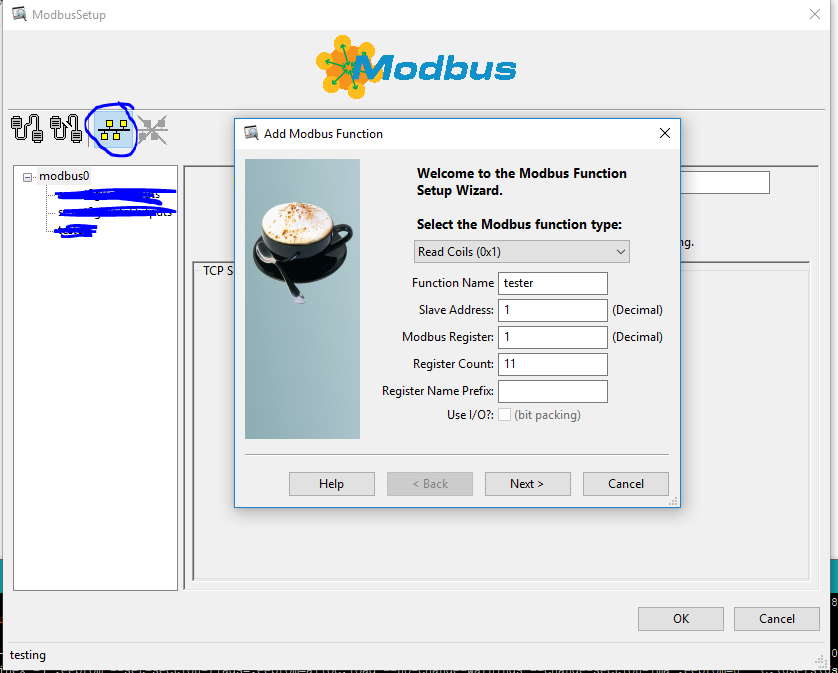 ModbusSetup
Modbus
Add Modbus Function
modbus0
Welcome to the Modbus Function
Setup Wizard.
Select the Modbus function type:
Read Coils (0x1)
ng.
TCP S
Function Name tester
Slave Address: 1 (Decimal)
Modbus Register: 1 (Decimal)
Register Count: 11
Register Name Prefix:
Use I/O?: (bit packing)
Help < Back Next > Cancel
OK Cancel
testing